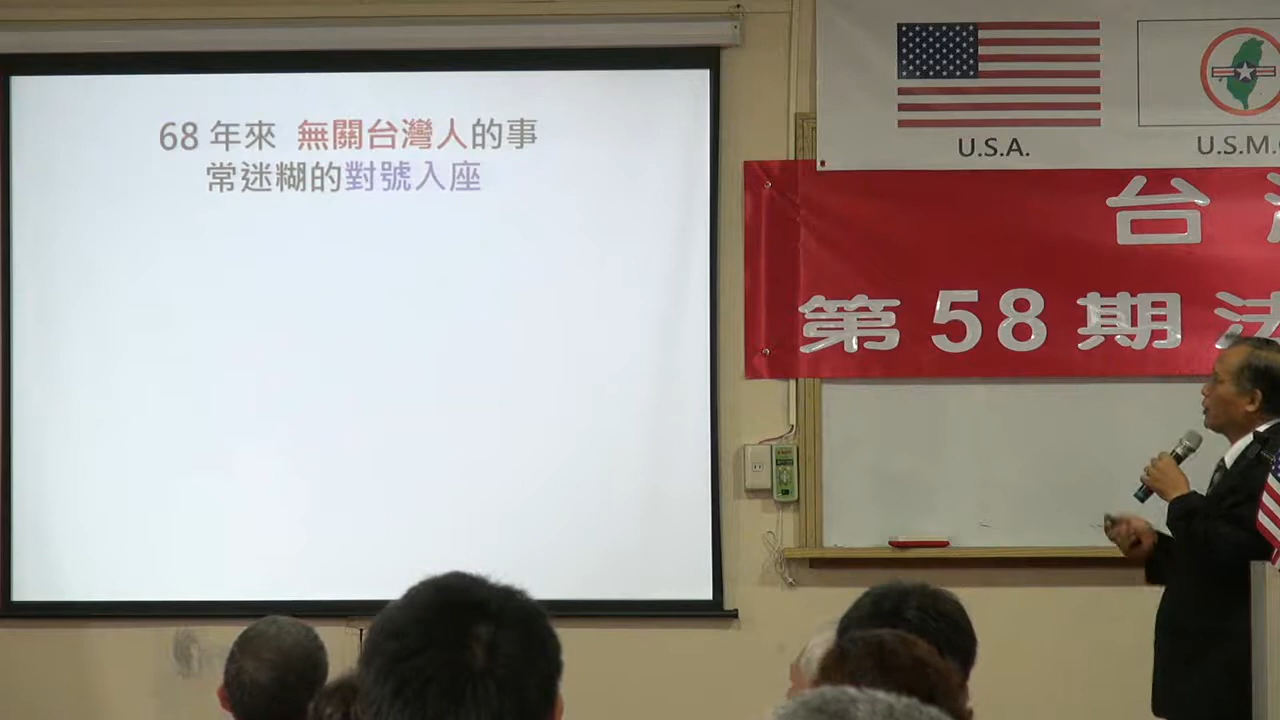 68 年來 無關台灣人的事
常迷糊的對號入座
U.S.A.
U.S.M.
台
第 58 期 法